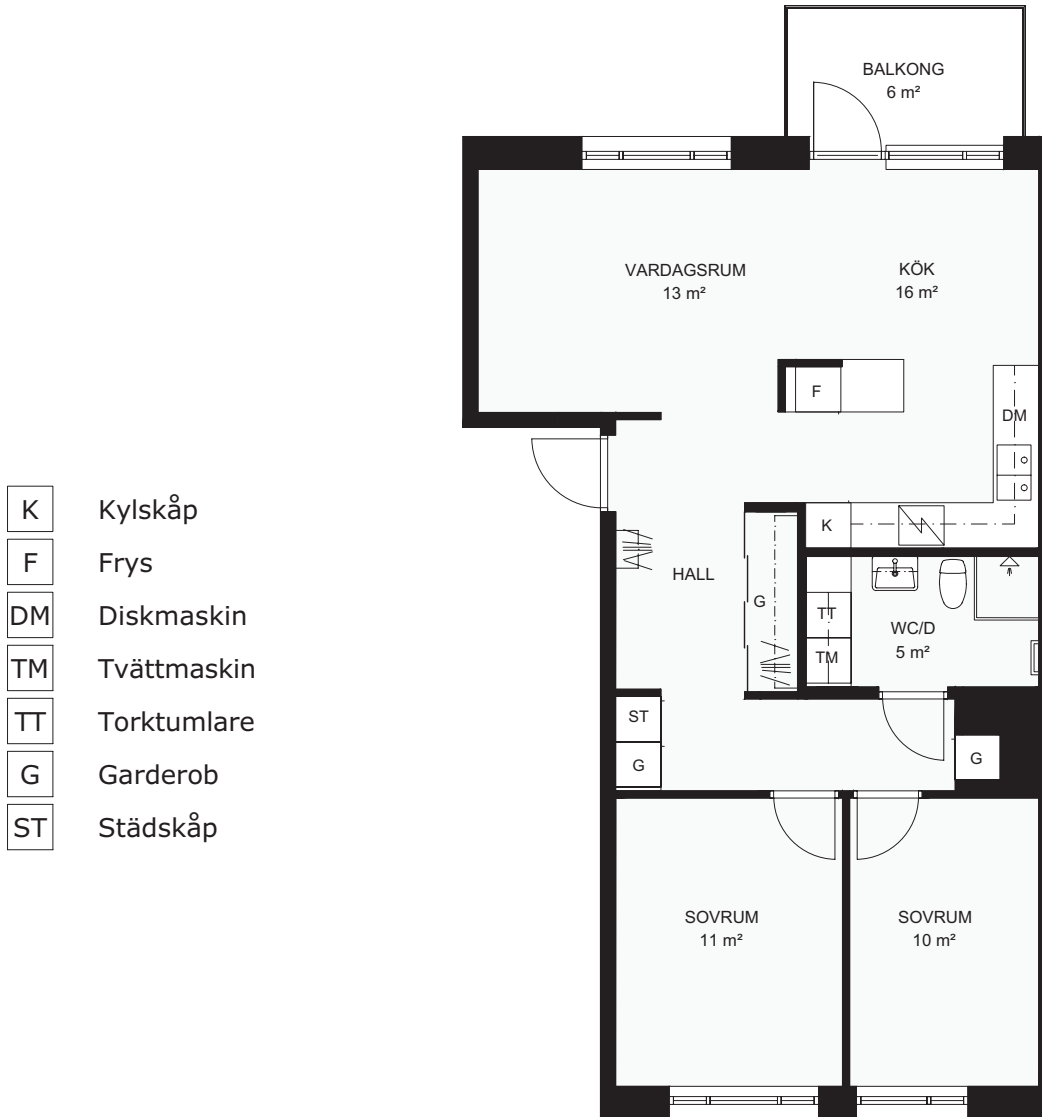 BALKONG
6 m²
VARDAGSRUM
13 m²
KÖK
16 m²
F
DM
K
HALL
G
TT
TM
WC/D
5 m²
ST
G
G
SOVRUM
11 m²
SOVRUM
10 m²
K Kylskåp
F Frys
DM Diskmaskin
TM Tvättmaskin
TT Torktumlare
G Garderob
ST Städskåp